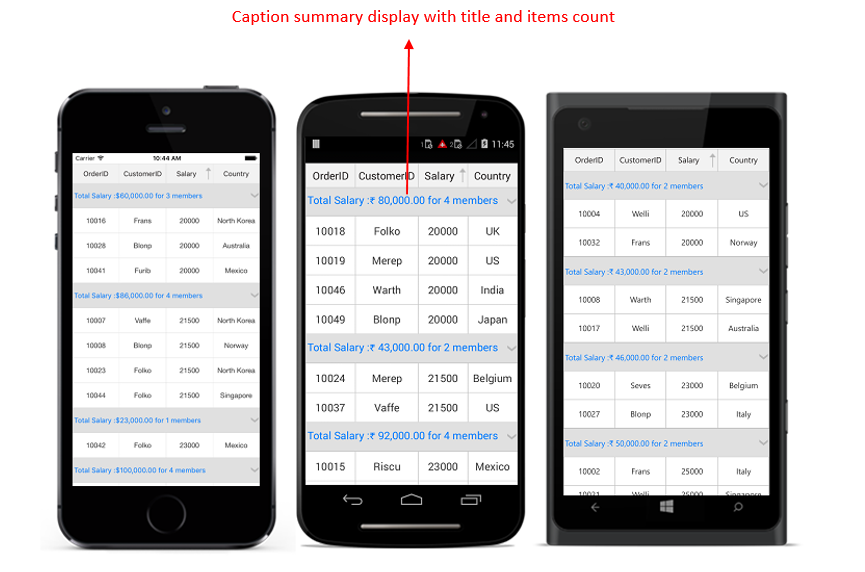 Caption summary display with title and items count
Carrier 10:44 AM
OrderID CustomerID Salary Country
Total Salary :$60,000.00 for 3 members
10016 Frans 20000 North Korea
10028 Blonp 20000 Australia
10041 Furib 20000 Mexico
Total Salary :$86,000.00 for 4 members
10007 Vaffe 21500 North Korea
10008 Blonp 21500 Norway
10023 Folko 21500 North Korea
10044 Folko 21500 Singapore
Total Salary :$23,000.00 for 1 members
10042 Folko 23000 Mexico
Total Salary :$100,000.00 for 4 members
1 2 11:45
OrderID CustomerID Salary Country
Total Salary :₹ 80,000.00 for 4 members
10018 Folko 20000 UK
10019 Merep 20000 US
10046 Warth 20000 India
10049 Blonp 20000 Japan
Total Salary :₹ 43,000.00 for 2 members
10024 Merep 21500 Belgium
10037 Vaffe 21500 US
Total Salary :₹ 92,000.00 for 4 members
10015 Riscu 23000 Mexico
OrderID CustomerID Salary Country
Total Salary :₹ 40,000.00 for 2 members
10004 Welli 20000 US
10032 Frans 20000 Norway
Total Salary :₹ 43,000.00 for 2 members
10008 Warth 21500 Singapore
10017 Welli 21500 Australia
Total Salary :₹ 46,000.00 for 2 members
10020 Seves 23000 Belgium
10027 Blonp 23000 Italy
Total Salary :₹ 50,000.00 for 2 members
10002 Frans 25000 Italy
10021 Welli 25000 Singapore